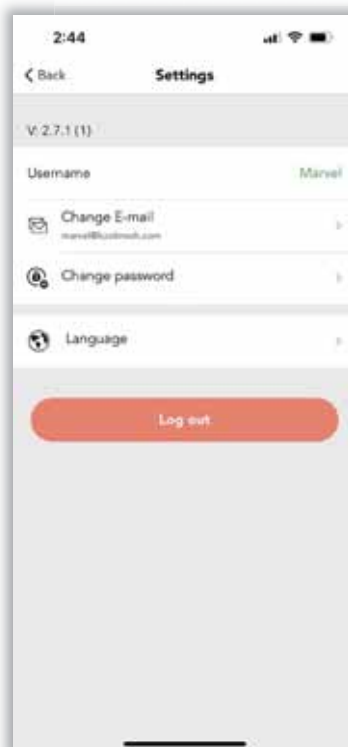 2:44
Back Settings
V: 2.7.1 (1)
Username Marvel
Change E-mail
Change password
Language
Log out